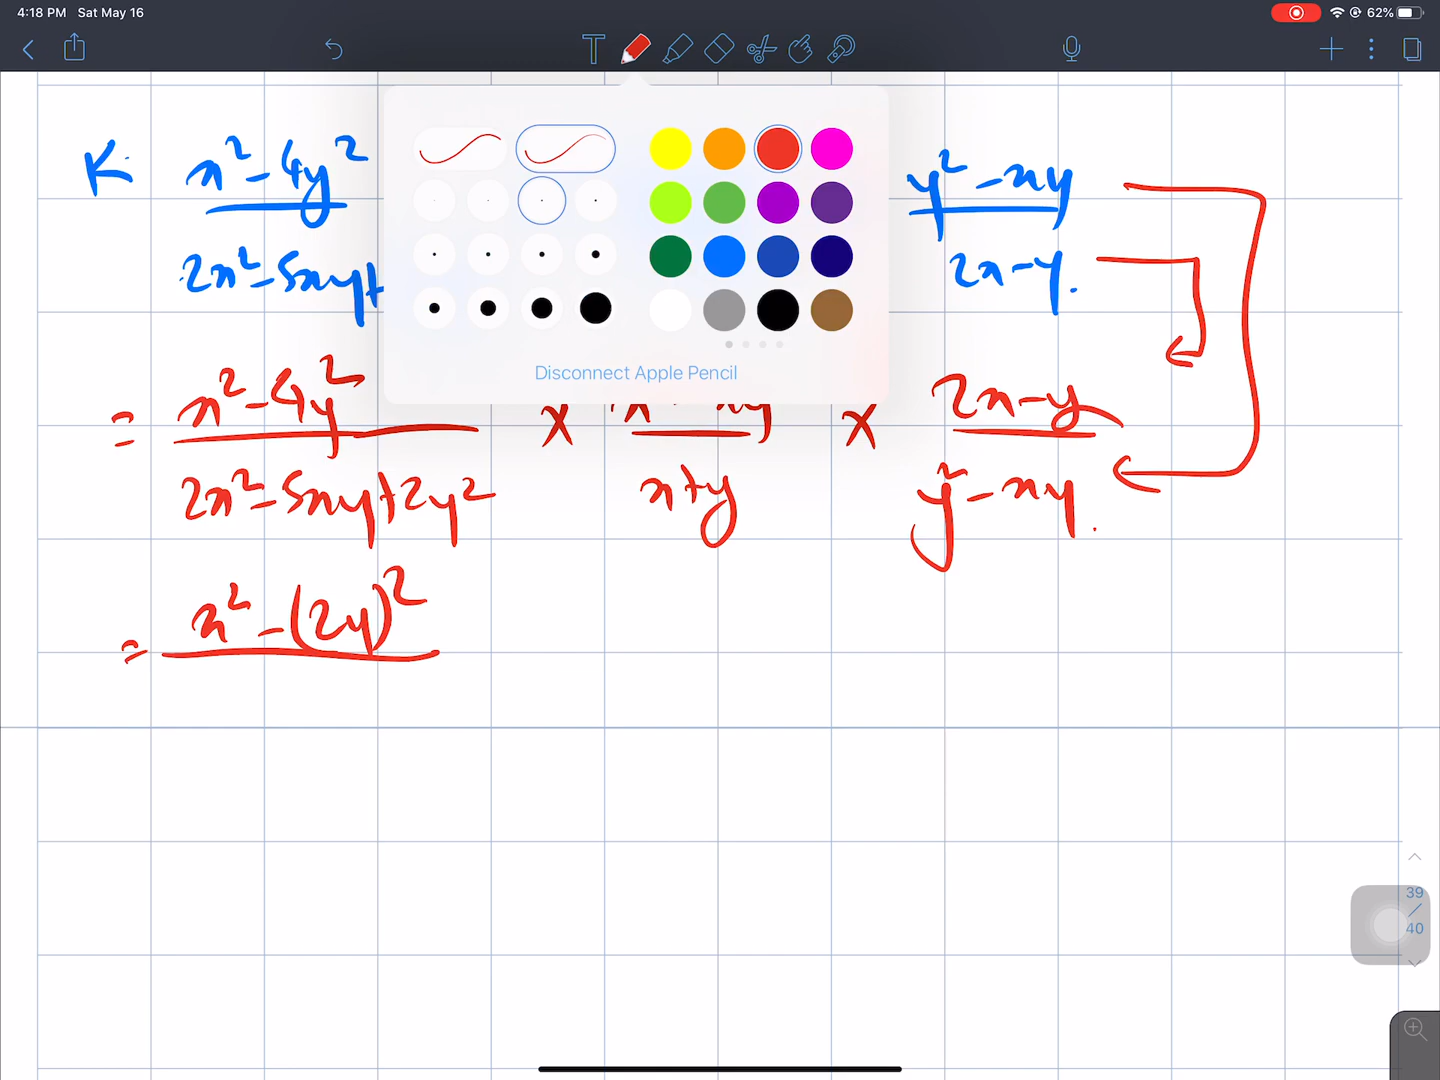 4:18 PM Sat May 16 62%
K. x² - 4y² y² - xy
2x² - 5xy + 2x - y.
Disconnect Apple Pencil
= x² - 4y² × × 2x - y
2x² - 5xy + 2y² x + y y² - xy.
= x² - (2y)²
39
40